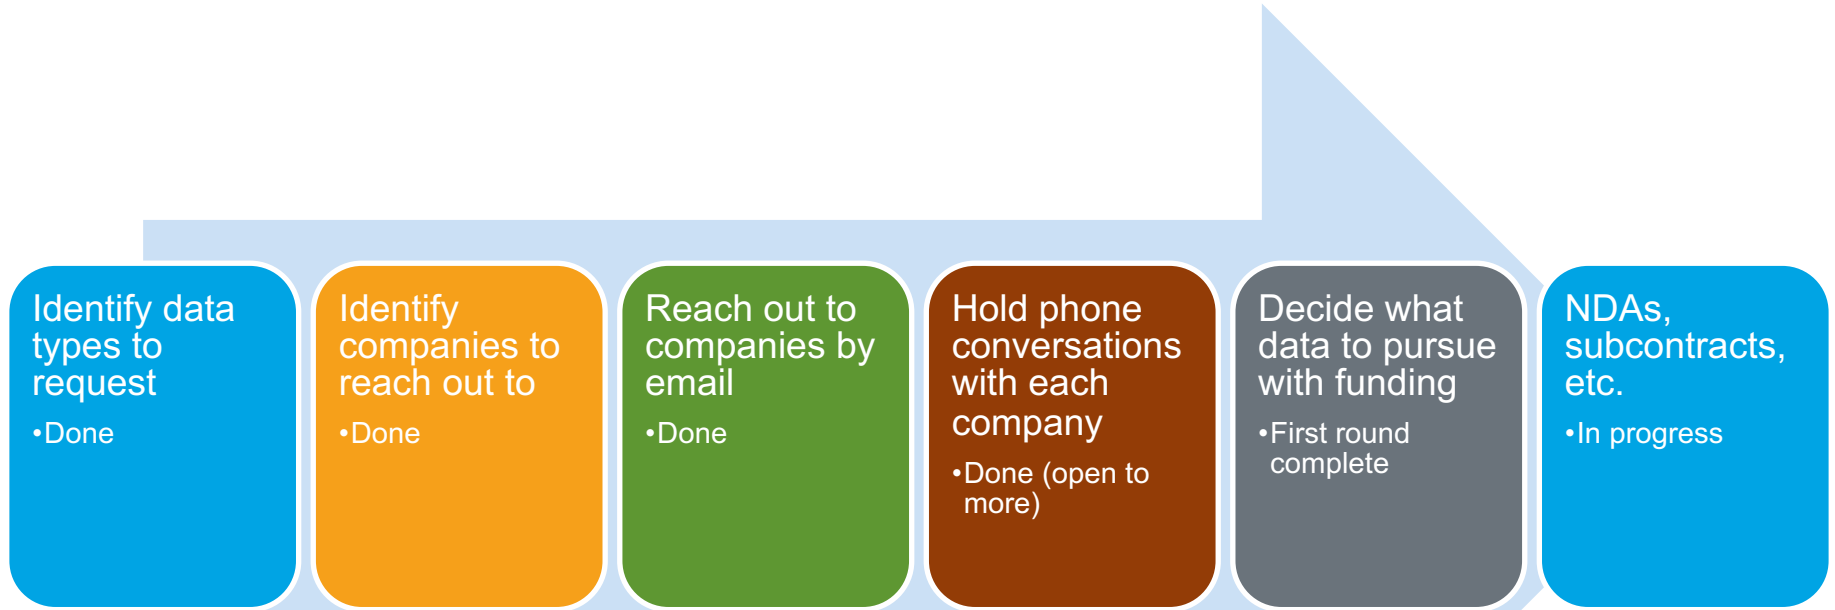 Identify data
types to
request
•Done
Identify
companies to
reach out to
•Done
Reach out to
companies by
email
•Done
Hold phone
conversations
with each
company
•Done (open to
more)
Decide what
data to pursue
with funding
•First round
complete
NDAs,
subcontracts,
etc.
•In progress